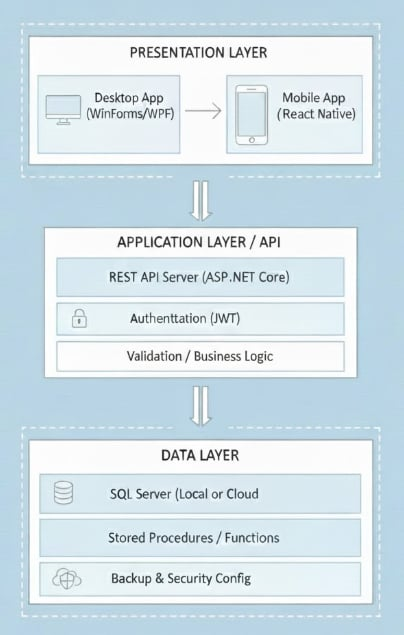 PRESENTATION LAYER
Desktop App
(WinForms/WPF)
Mobile App
(React Native)
APPLICATION LAYER / API
REST API Server (ASP.NET Core)
Authenttation (JWT)
Validation / Business Logic
DATA LAYER
SQL Server (Local or Cloud
Stored Procedures / Functions
Backup & Security Config